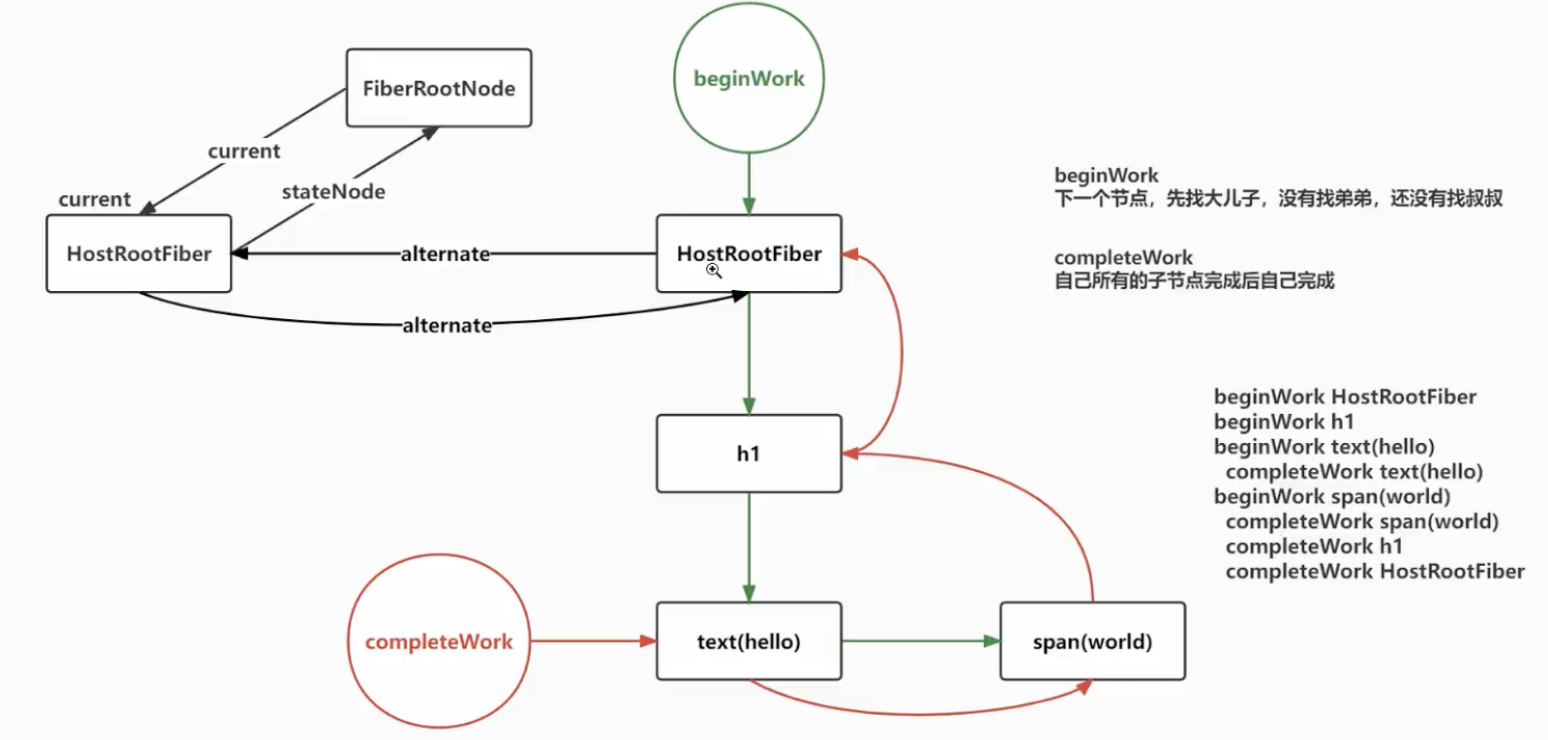 FiberRootNode
beginWork
current
stateNode
current
HostRootFiber
alternate
HostRootFiber
alternate
h1
completeWork
text(hello)
span(world)
beginWork
下一个节点，先找大儿子，没有找弟弟，还没有找叔叔
completeWork
自己所有的子节点完成后自己完成
beginWork HostRootFiber
beginWork h1
beginWork text(hello)
completeWork text(hello)
beginWork span(world)
completeWork span(world)
completeWork h1
completeWork HostRootFiber